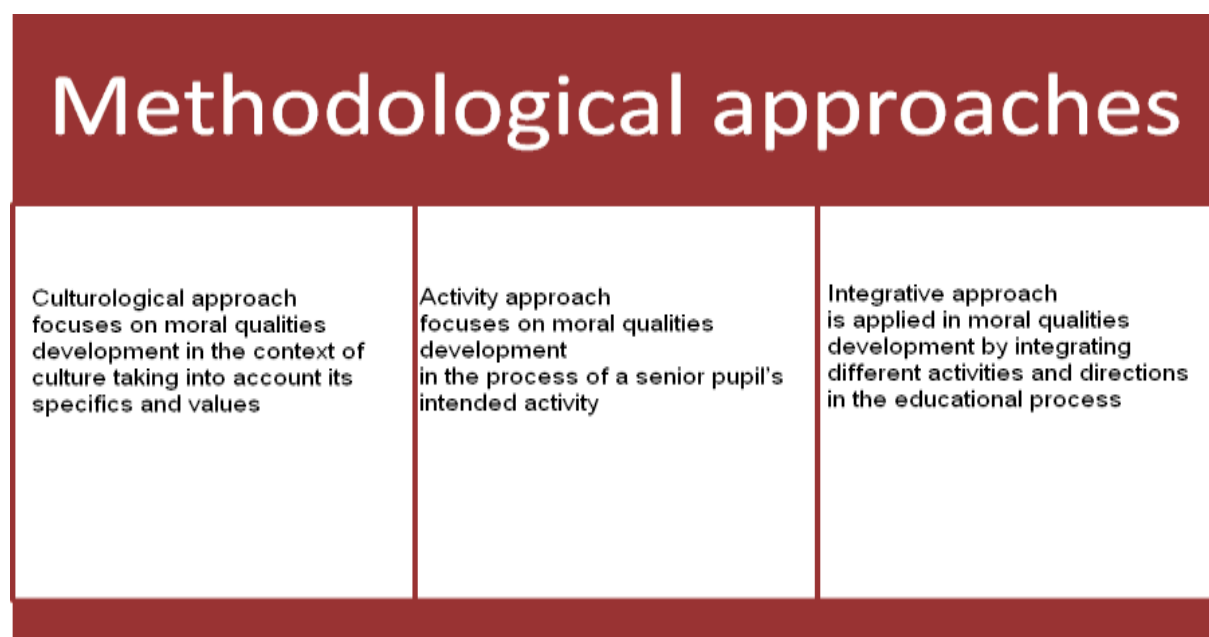 Methodological approaches
Culturological approach
focuses on moral qualities
development in the context of
culture taking into account its
specifics and values
Activity approach
focuses on moral qualities
development
in the process of a senior pupil's
intended activity
Integrative approach
is applied in moral qualities
development by integrating
different activities and directions
in the educational process